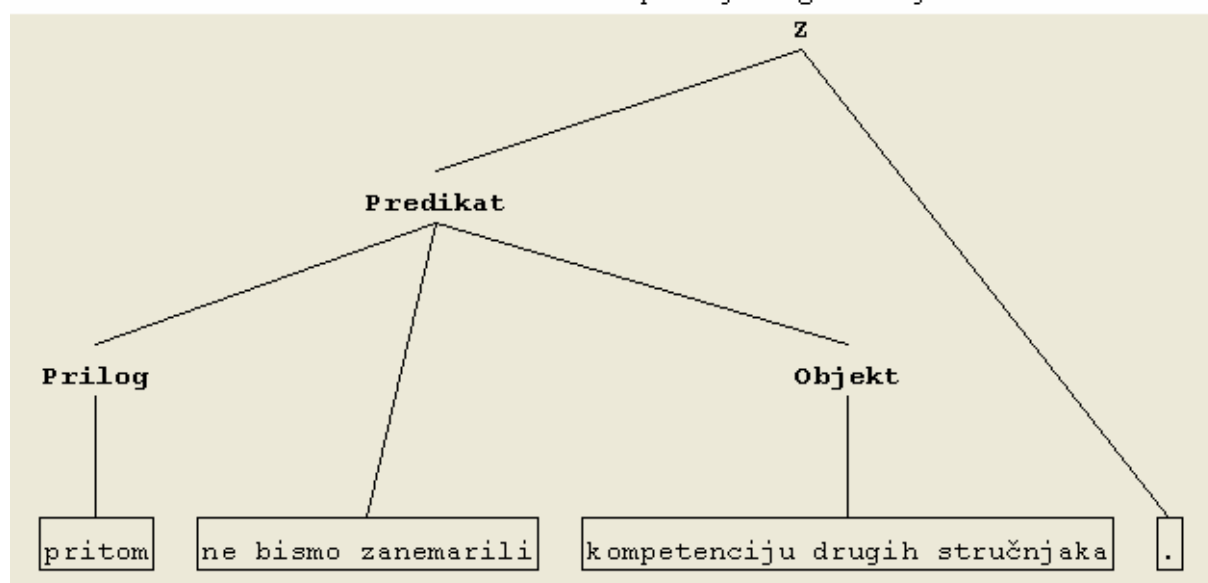 Z
Predikat
Prilog
Objekt
pritom
ne bismo zanemarili
kompetenciju drugih stručnjaka
.